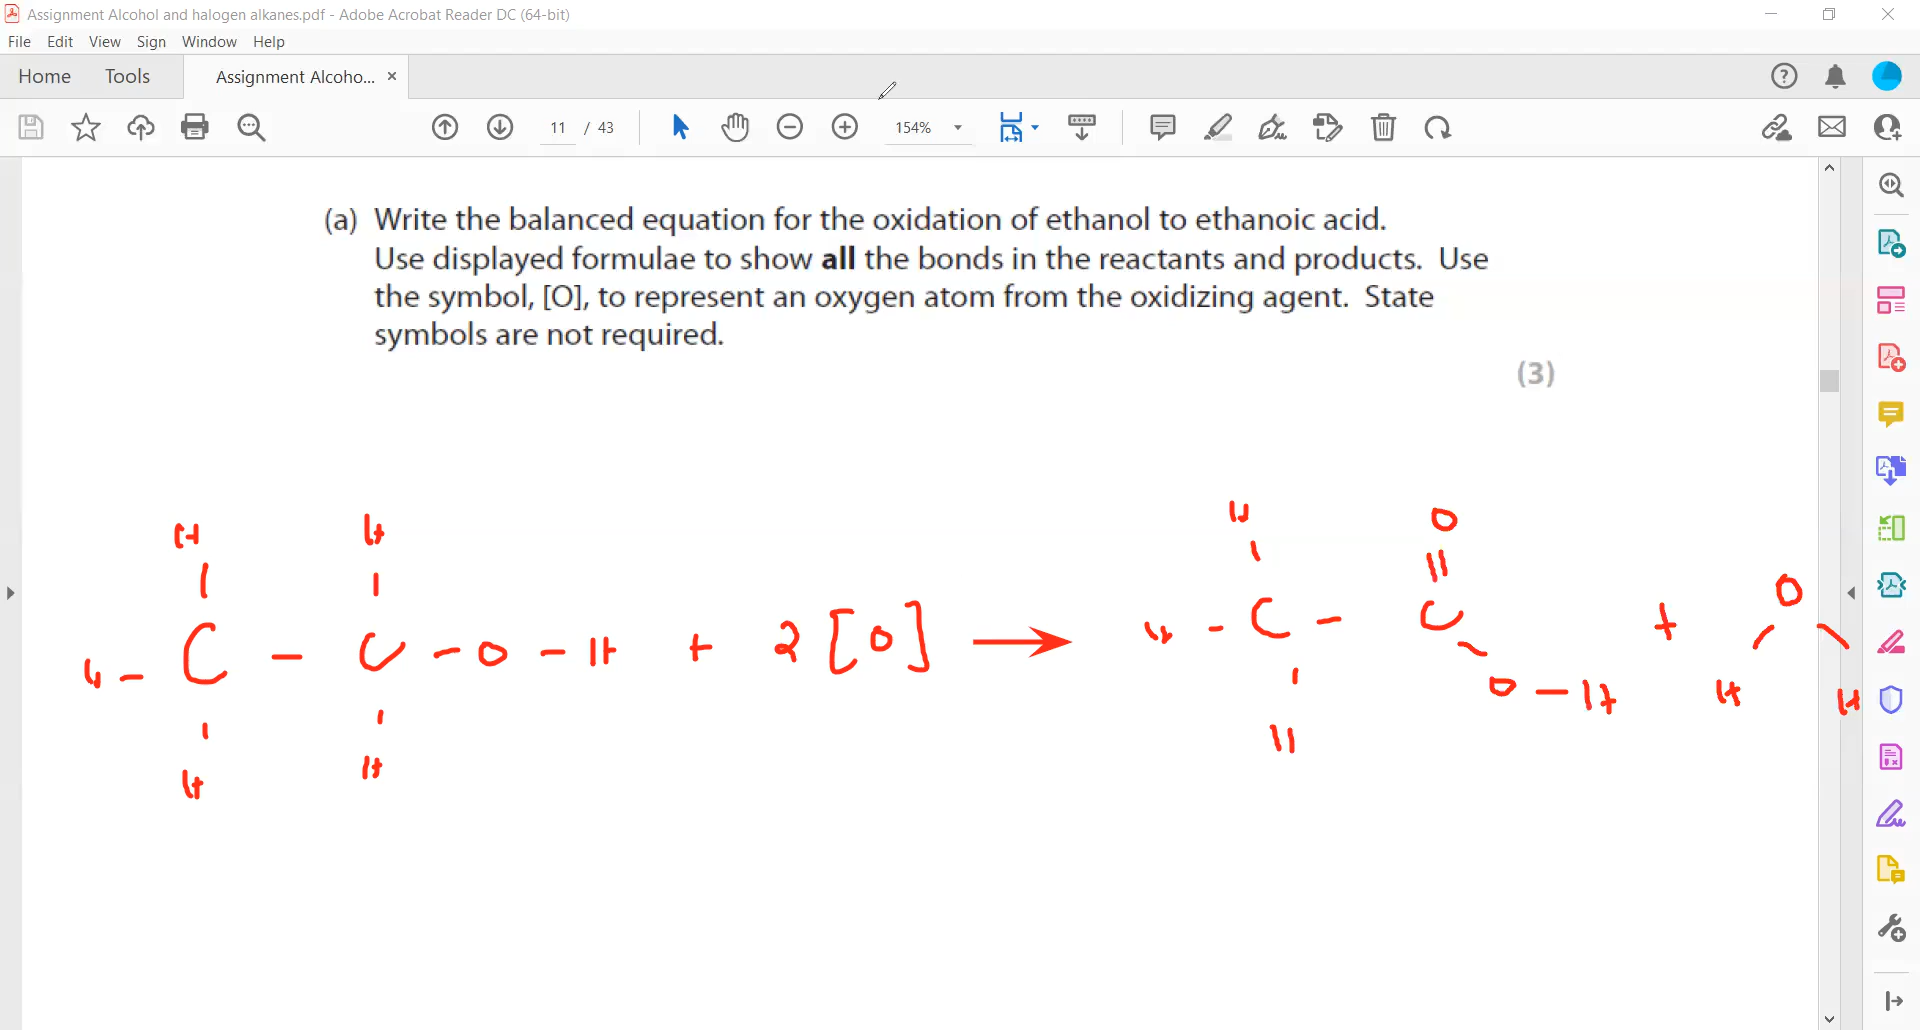 Assignment Alcohol and halogen alkanes.pdf - Adobe Acrobat Reader DC (64-bit)
File Edit View Sign Window Help
Home Tools Assignment Alcoho... ×
11 / 43 154%
(a) Write the balanced equation for the oxidation of ethanol to ethanoic acid.
Use displayed formulae to show all the bonds in the reactants and products. Use
the symbol, [O], to represent an oxygen atom from the oxidizing agent. State
symbols are not required.
(3)
H H H O
H - C - C - O - H + 2 [O] → H - C - C + O
O - H H H
H H H